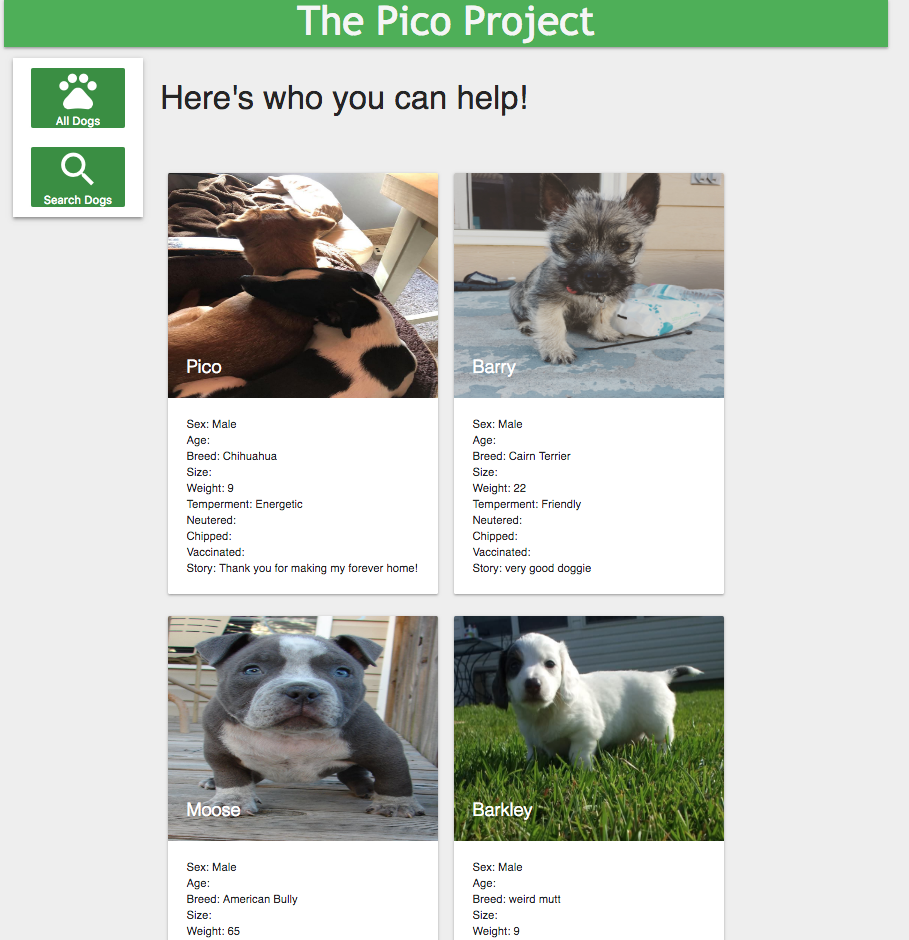 The Pico Project
All Dogs
Search Dogs
Here's who you can help!
Pico
Sex: Male
Age:
Breed: Chihuahua
Size:
Weight: 9
Temperment: Energetic
Neutered:
Chipped:
Vaccinated:
Story: Thank you for making my forever home!
Barry
Sex: Male
Age:
Breed: Cairn Terrier
Size:
Weight: 22
Temperment: Friendly
Neutered:
Chipped:
Vaccinated:
Story: very good doggie
Moose
Sex: Male
Age:
Breed: American Bully
Size:
Weight: 65
Barkley
Sex: Male
Age:
Breed: weird mutt
Size:
Weight: 9